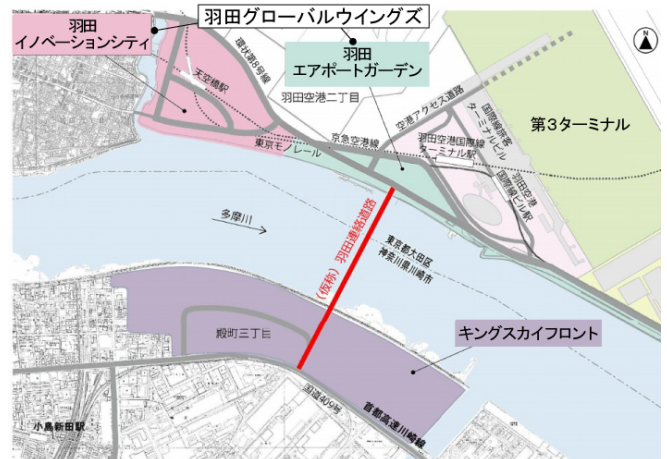 羽田グローバルウイングズ
羽田
イノベーションシティ
羽田
エアポートガーデン
環状第8号線
天空橋駅
羽田空港二丁目
空港アクセス道路
国際線旅客
ターミナルビル
第3ターミナル
京急空港線
羽田空港国際線
ターミナル駅
東京モノレール
羽田空港
国際線ビル駅
N
多摩川
(仮称)羽田連絡道路
東京都大田区
神奈川県川崎市
殿町三丁目
キングスカイフロント
国道409号
首都高速川崎線
小島新田駅